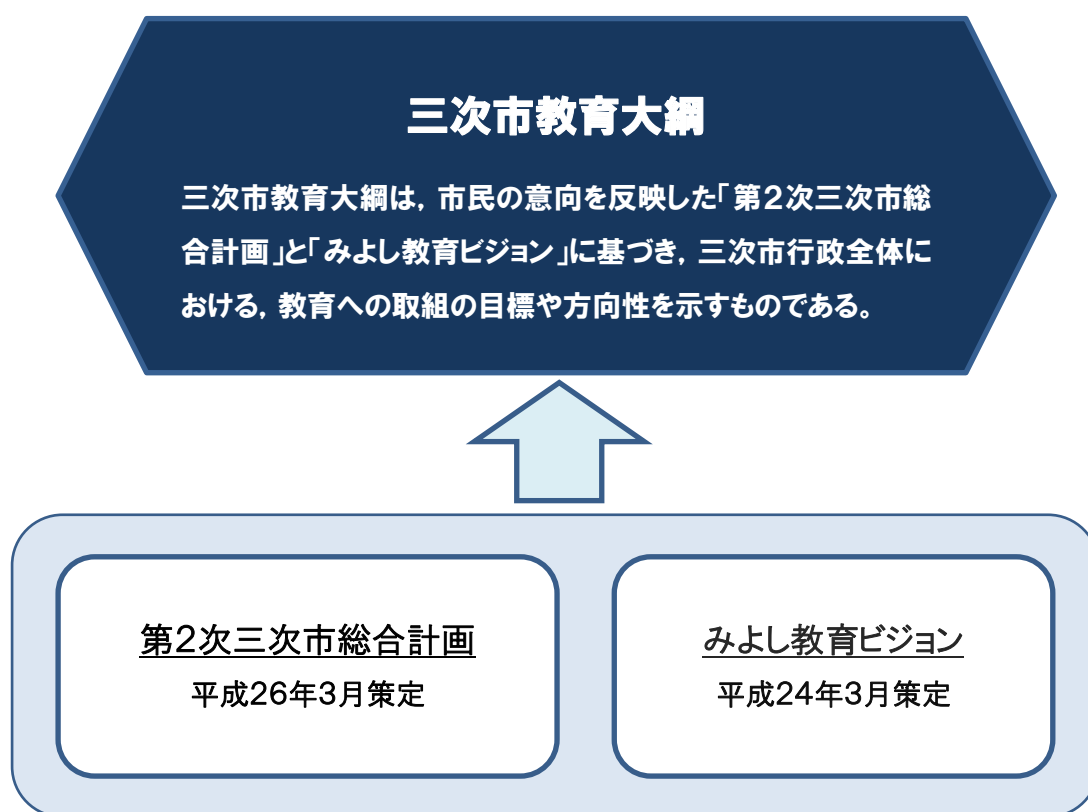 三次市教育大綱
三次市教育大綱は，市民の意向を反映した「第２次三次市総
合計画」と「みよし教育ビジョン」に基づき，三次市行政全体に
おける，教育への取組の目標や方向性を示すものである。
第２次三次市総合計画
平成２６年３月策定
みよし教育ビジョン
平成２４年３月策定